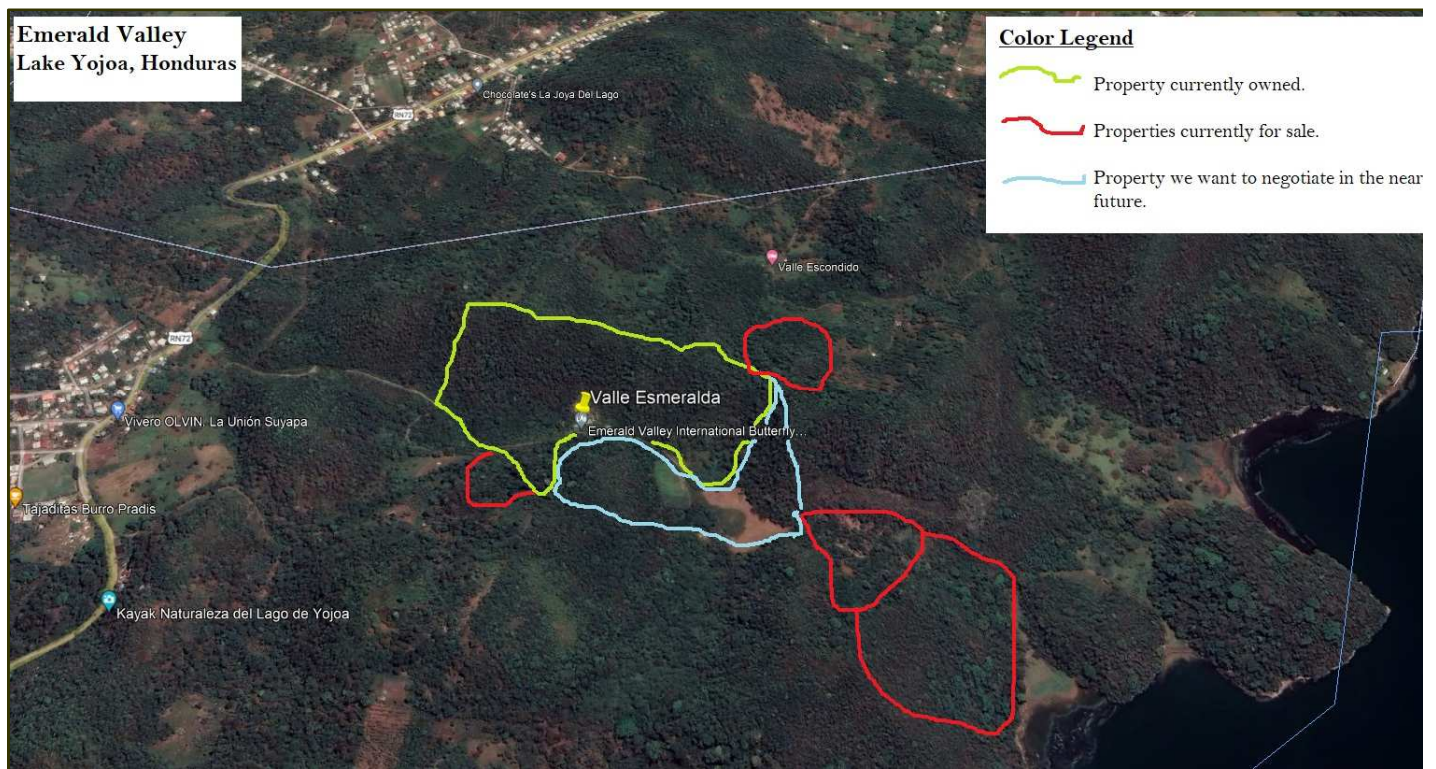 Emerald Valley
Lake Yojoa, Honduras
Color Legend
Property currently owned.
Properties currently for sale.
Property we want to negotiate in the near
future.
Chocolate's La Joya Del Lago
RN72
Valle Escondido
RN72
Valle Esmeralda
Vivero OLVIN. La Unión Suyapa
Emerald Valley International Butterfly...
Tajaditas Burro Pradis
Kayak Naturaleza del Lago de Yojoa